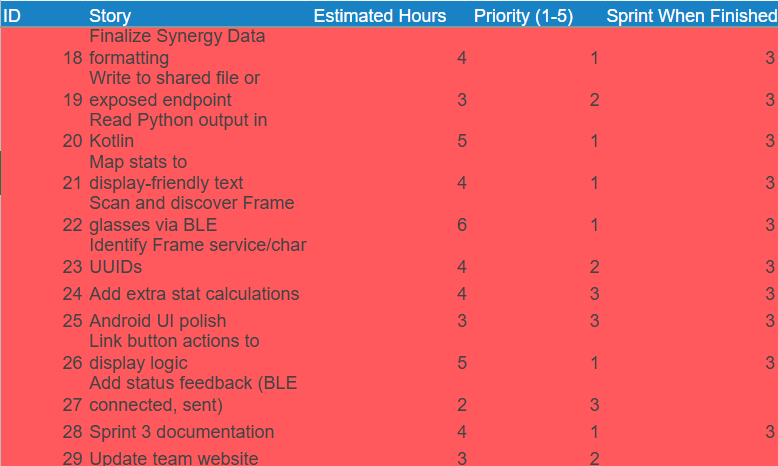 ID Story Estimated Hours Priority (1-5) Sprint When Finished
Finalize Synergy Data
18 formatting 4 1 3
Write to shared file or
19 exposed endpoint 3 2 3
Read Python output in
20 Kotlin 5 1 3
Map stats to
21 display-friendly text 4 1 3
Scan and discover Frame
22 glasses via BLE 6 1 3
Identify Frame service/char
23 UUIDs 4 2 3
24 Add extra stat calculations 4 3 3
25 Android UI polish 3 3 3
Link button actions to
26 display logic 5 1 3
Add status feedback (BLE
27 connected, sent) 2 3
28 Sprint 3 documentation 4 1 3
29 Update team website 3 2